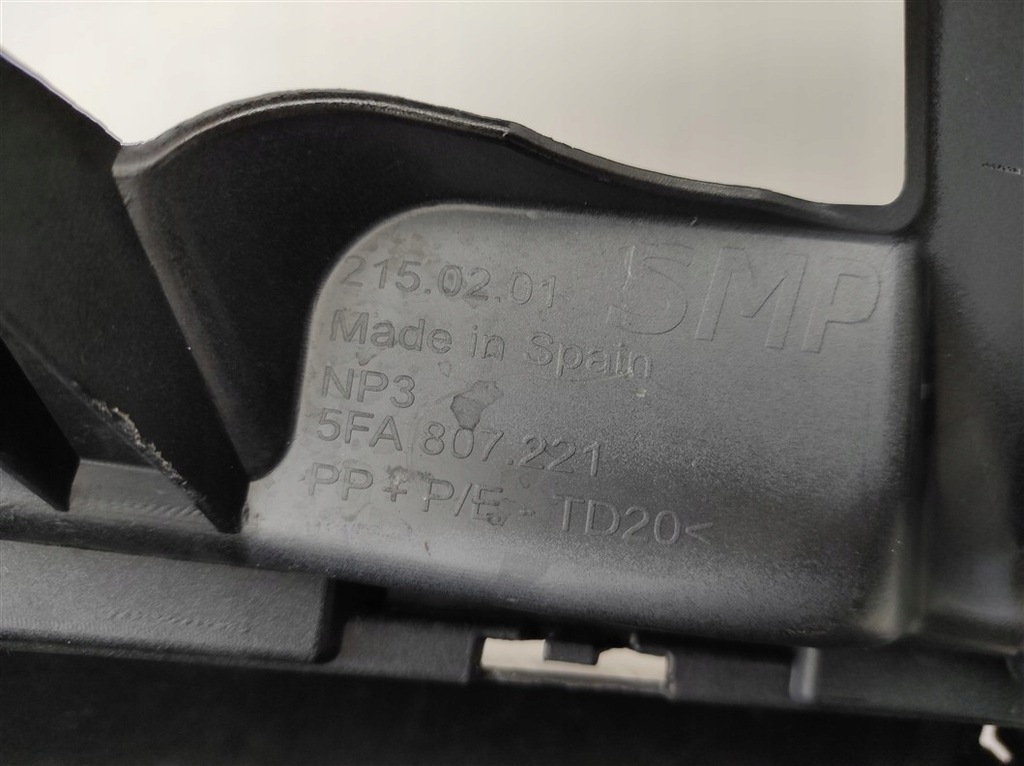 215.02.01
SMP
Made in Spain
NP3
5FA 807.221
PP + P/E - TD20<